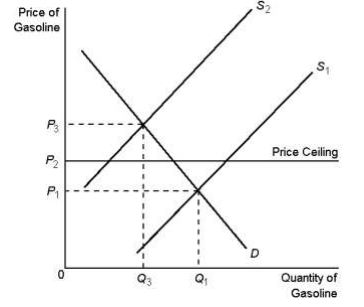 Price of
Gasoline
S2
S1
P3
Price Ceiling
P2
P1
D
0
Q3
Q1
Quantity of
Gasoline